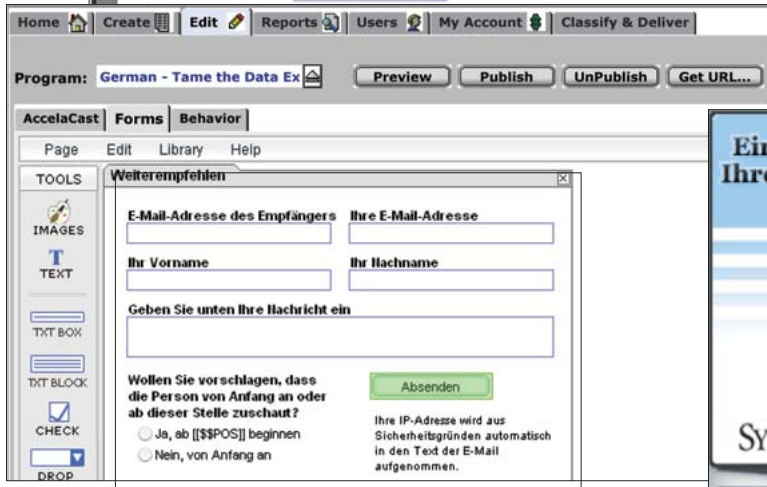 Home Create Edit Reports Users My Account Classify & Deliver
Program: German - Tame the Data Ex Preview Publish UnPublish Get URL...
AccelaCast Forms Behavior
Page Edit Library Help
TOOLS
IMAGES
T
TEXT
TXT BOX
TXT BLOCK
CHECK
DROP
Weiterempfehlen
E-Mail-Adresse des Empfängers Ihre E-Mail-Adresse
Ihr Vorname Ihr Nachname
Geben Sie unten Ihre Nachricht ein
Wollen Sie vorschlagen, dass
die Person von Anfang an oder
ab dieser Stelle zuschaut?
Ja, ab [[$$POS]] beginnen
Nein, von Anfang an
Absenden
Ihre IP-Adresse wird aus
Sicherheitsgründen automatisch
in den Text der E-Mail
aufgenommen.
Ein
Ihre
SY